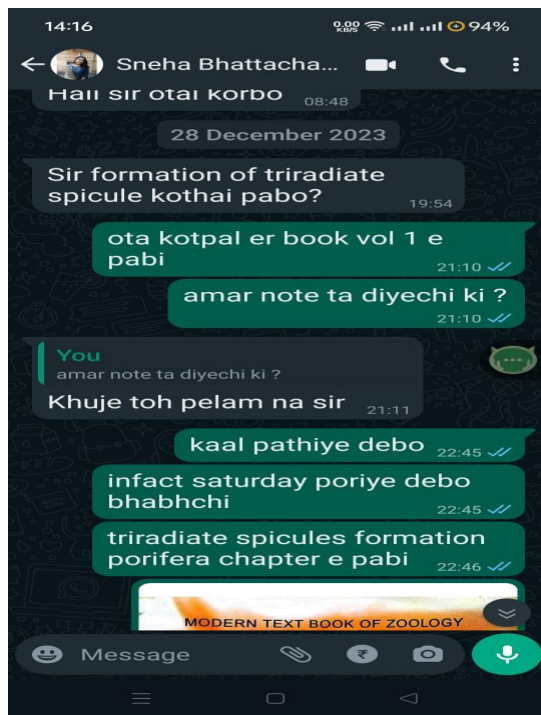 14:16
0.00 KB/S 94%
Sneha Bhattacha...
Haii sir otai korbo 08:48
28 December 2023
Sir formation of triradiate
spicule kothai pabo? 19:54
ota kotpal er book vol 1 e
pabi 21:10
amar note ta diyechi ki ?
21:10
You
amar note ta diyechi ki ?
Khuje toh pelam na sir 21:11
kaal pathiye debo 22:45
infact saturday poriye debo
bhabhchi 22:45
triradiate spicules formation
porifera chapter e pabi 22:46
MODERN TEXT BOOK OF ZOOLOGY
Message